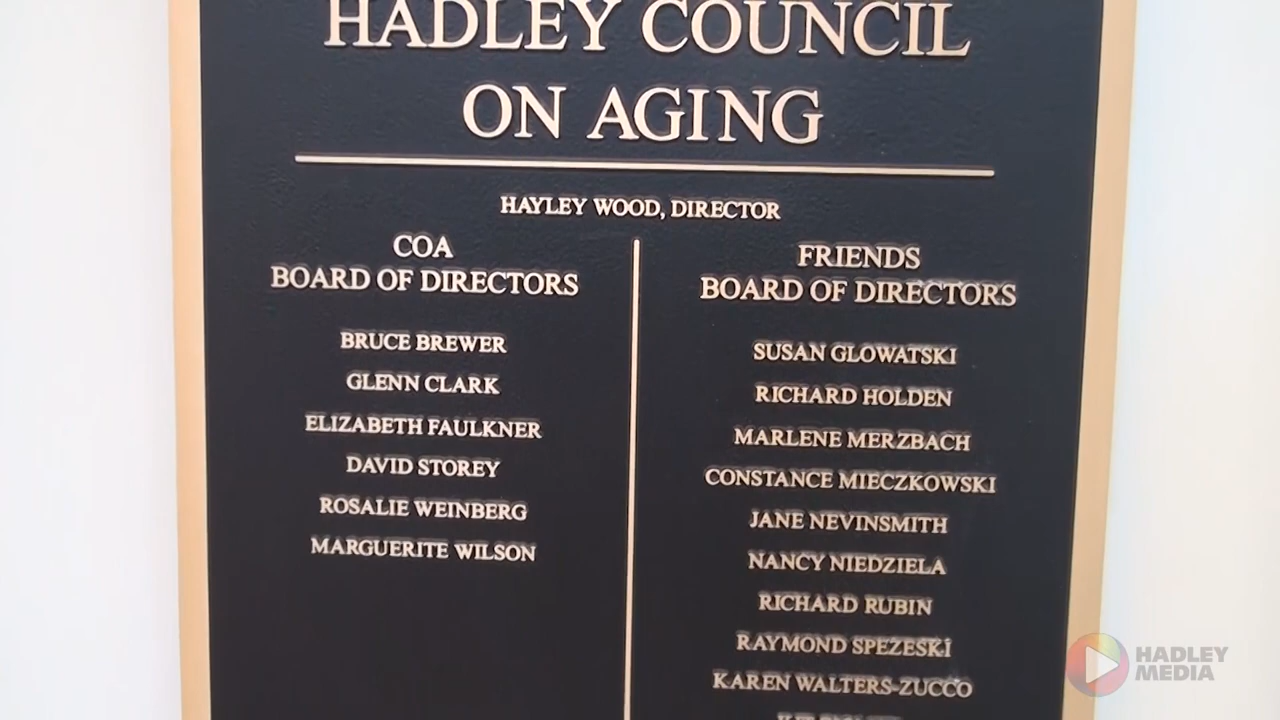 HADLEY COUNCIL
ON AGING
HAYLEY WOOD, DIRECTOR
COA
BOARD OF DIRECTORS
BRUCE BREWER
GLENN CLARK
ELIZABETH FAULKNER
DAVID STOREY
ROSALIE WEINBERG
MARGUERITE WILSON
FRIENDS
BOARD OF DIRECTORS
SUSAN GLOWATSKI
RICHARD HOLDEN
MARLENE MERZBACH
CONSTANCE MIECZKOWSKI
JANE NEVINSMITH
NANCY NIEDZIELA
RICHARD RUBIN
RAYMOND SPEZESKI
KAREN WALTERS-ZUCCO
HADLEY
MEDIA